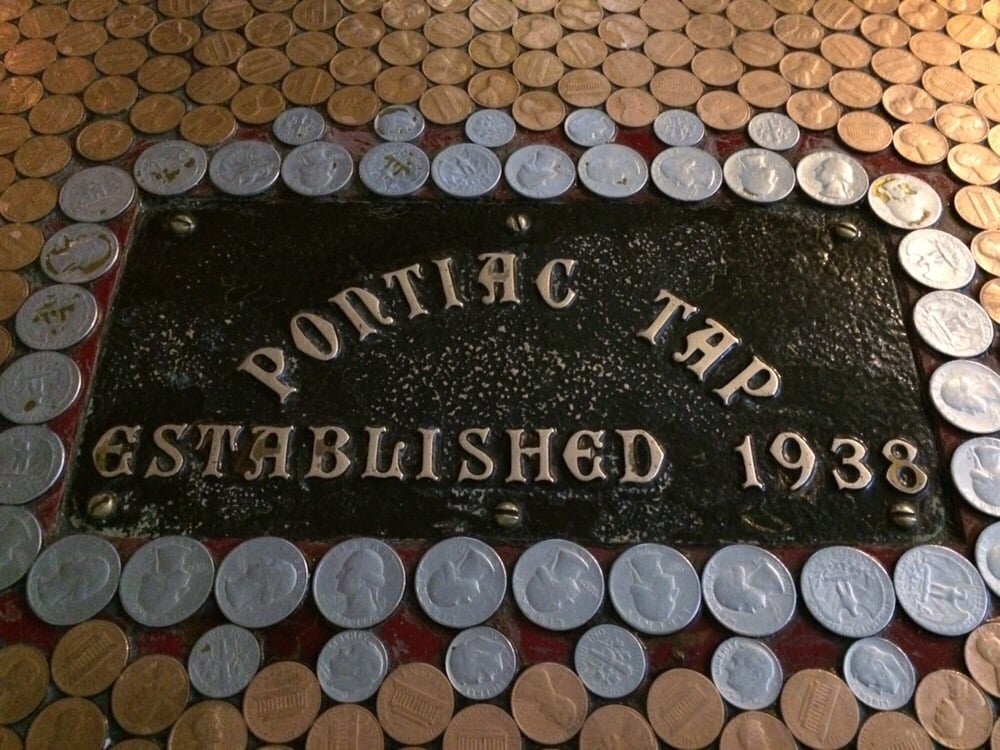 PONTIAC TAP
ESTABLISHED 1938